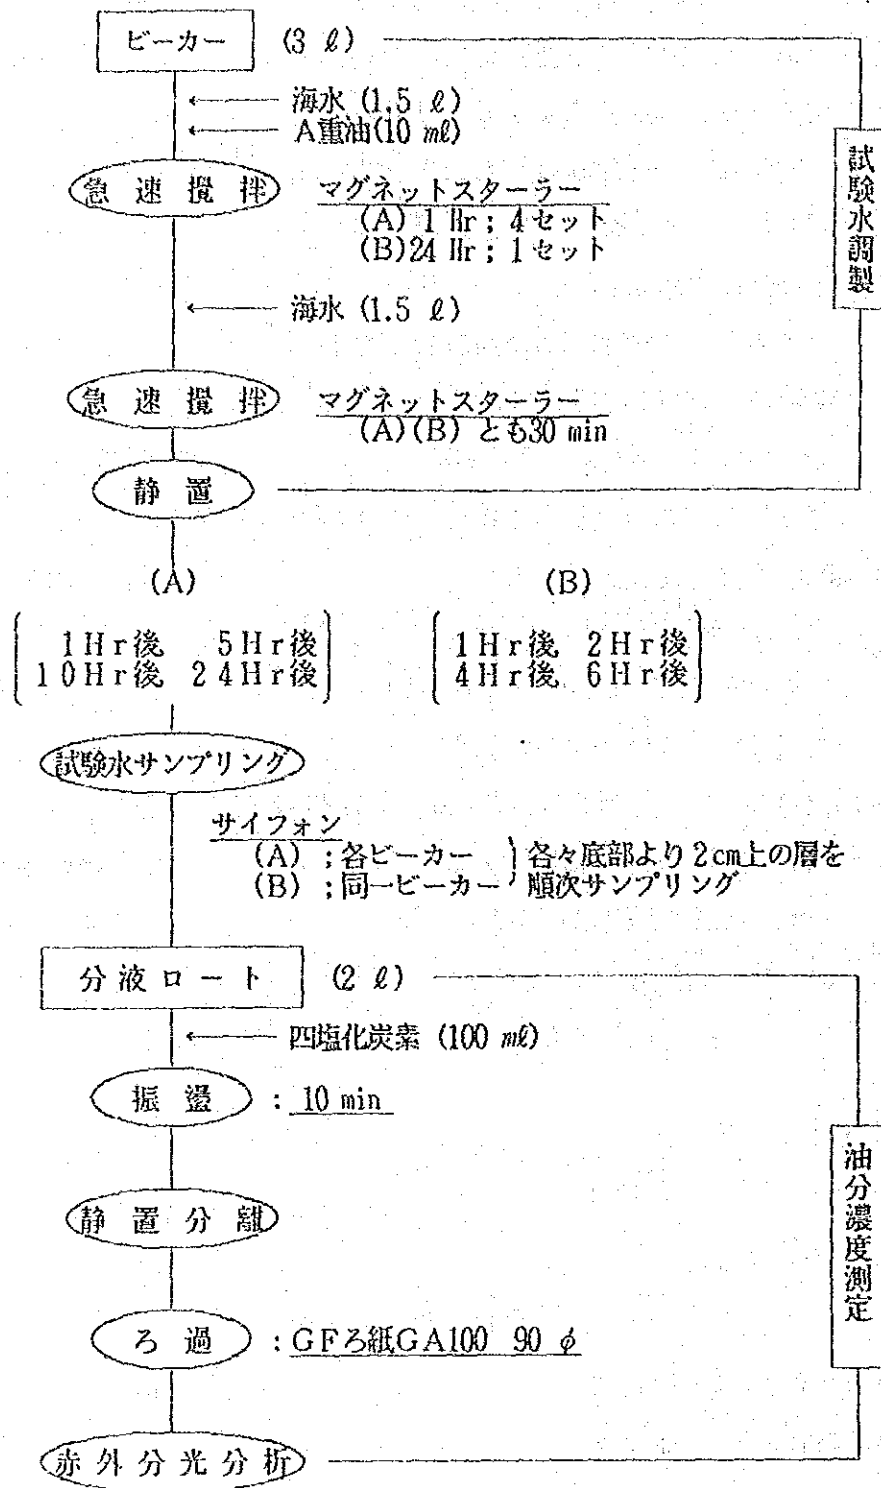 ビーカー (3 ℓ)
海水 (1.5 ℓ)
A重油(10 mℓ)
急速攪拌 マグネットスターラー
(A) 1 Hr ; 4セット
(B)24 Hr ; 1セット
海水 (1.5 ℓ)
急速攪拌 マグネットスターラー
(A)(B) とも30 min
静置
試験水調製
(A) (B)
1Hr後 5Hr後 1Hr後 2Hr後
10Hr後 24Hr後 4Hr後 6Hr後
試験水サンプリング
サイフォン
(A) ; 各ビーカー 各々底部より2cm上の層を
(B) ; 同一ビーカー 順次サンプリング
分液ロート (2 ℓ)
四塩化炭素 (100 mℓ)
振盪 : 10 min
静置分離
ろ過 : GFろ紙GA100 90 φ
赤外分光分析
油分濃度測定